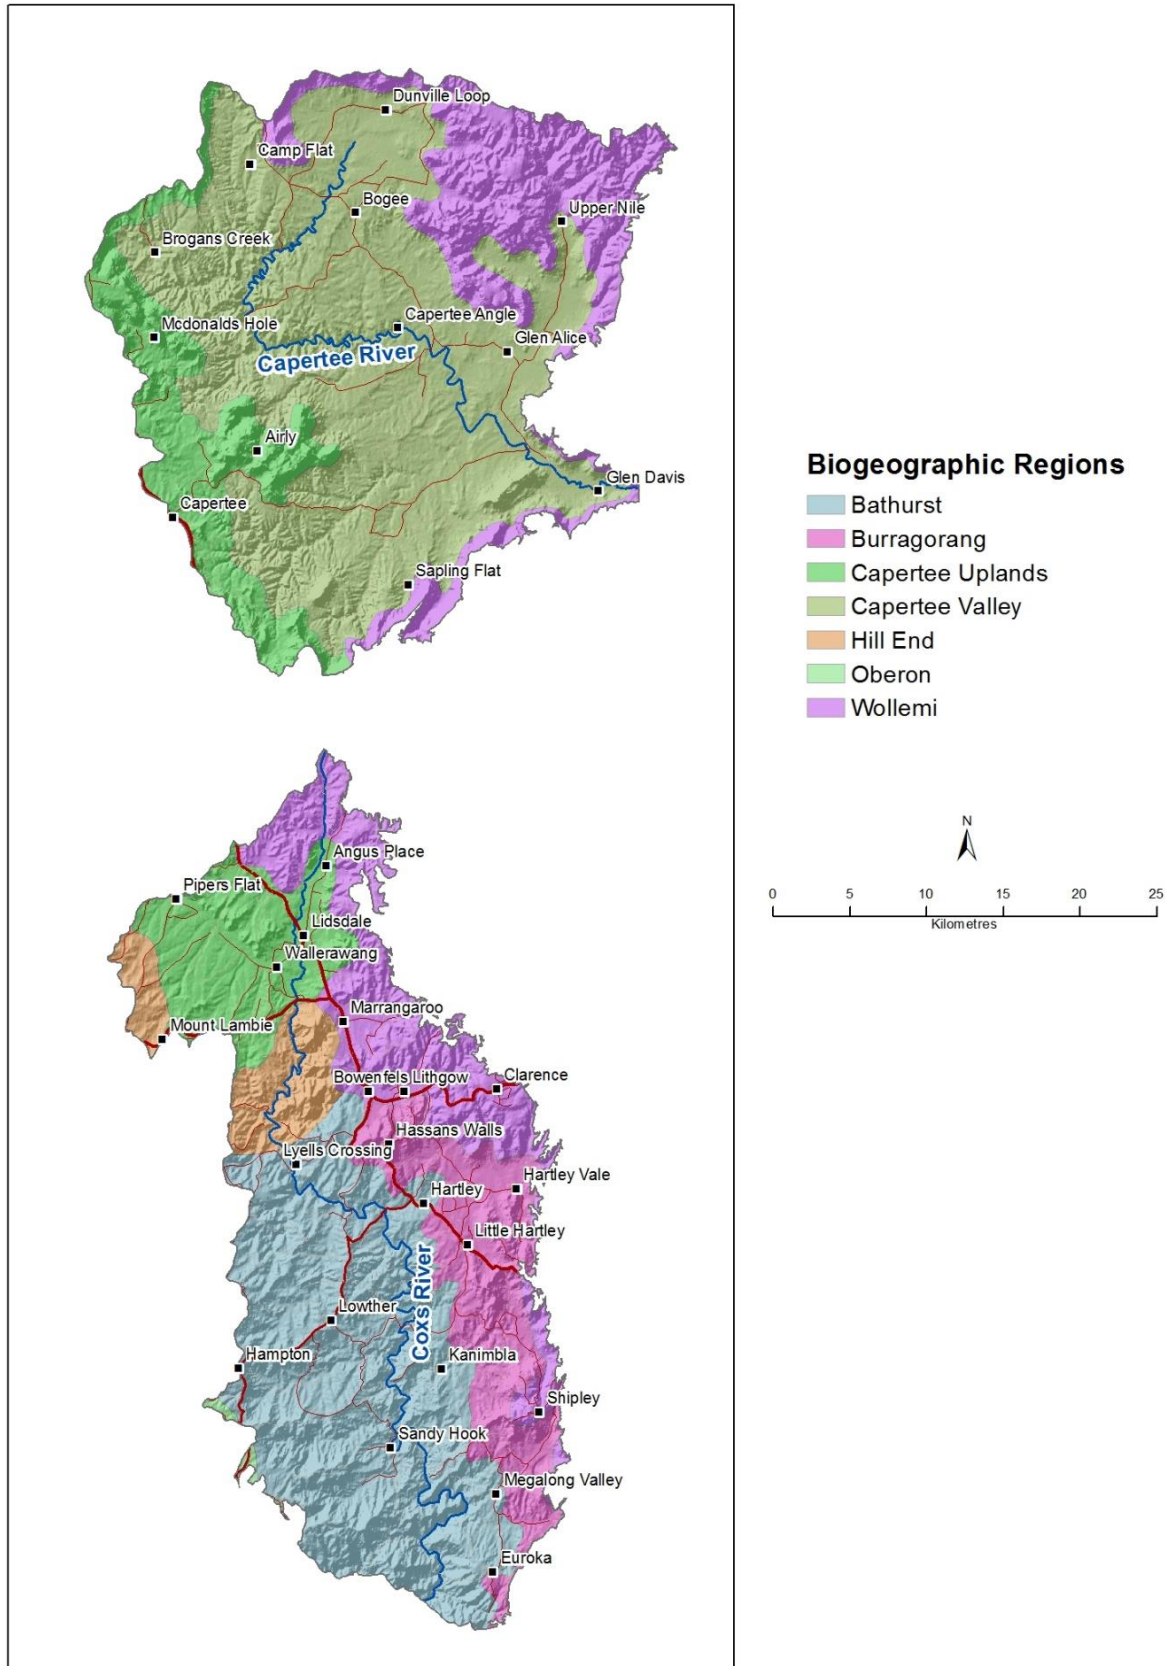 Dunville Loop
Camp Flat
Bogee
Upper Nile
Brogans Creek
Mcdonalds Hole
Capertee Angle
Glen Alice
Capertee River
Airly
Glen Davis
Capertee
Sapling Flat
Biogeographic Regions
Bathurst
Burragorang
Capertee Uplands
Capertee Valley
Hill End
Oberon
Wollemi
N
0 5 10 15 20 25
Kilometres
Angus Place
Pipers Flat
Lidsdale
Wallerawang
Marrangaroo
Mount Lambie
Bowenfels Lithgow
Clarence
Hassans Walls
Lyells Crossing
Hartley Vale
Hartley
Little Hartley
Coxs River
Lowther
Hampton
Kanimbla
Shipley
Sandy Hook
Megalong Valley
Euroka